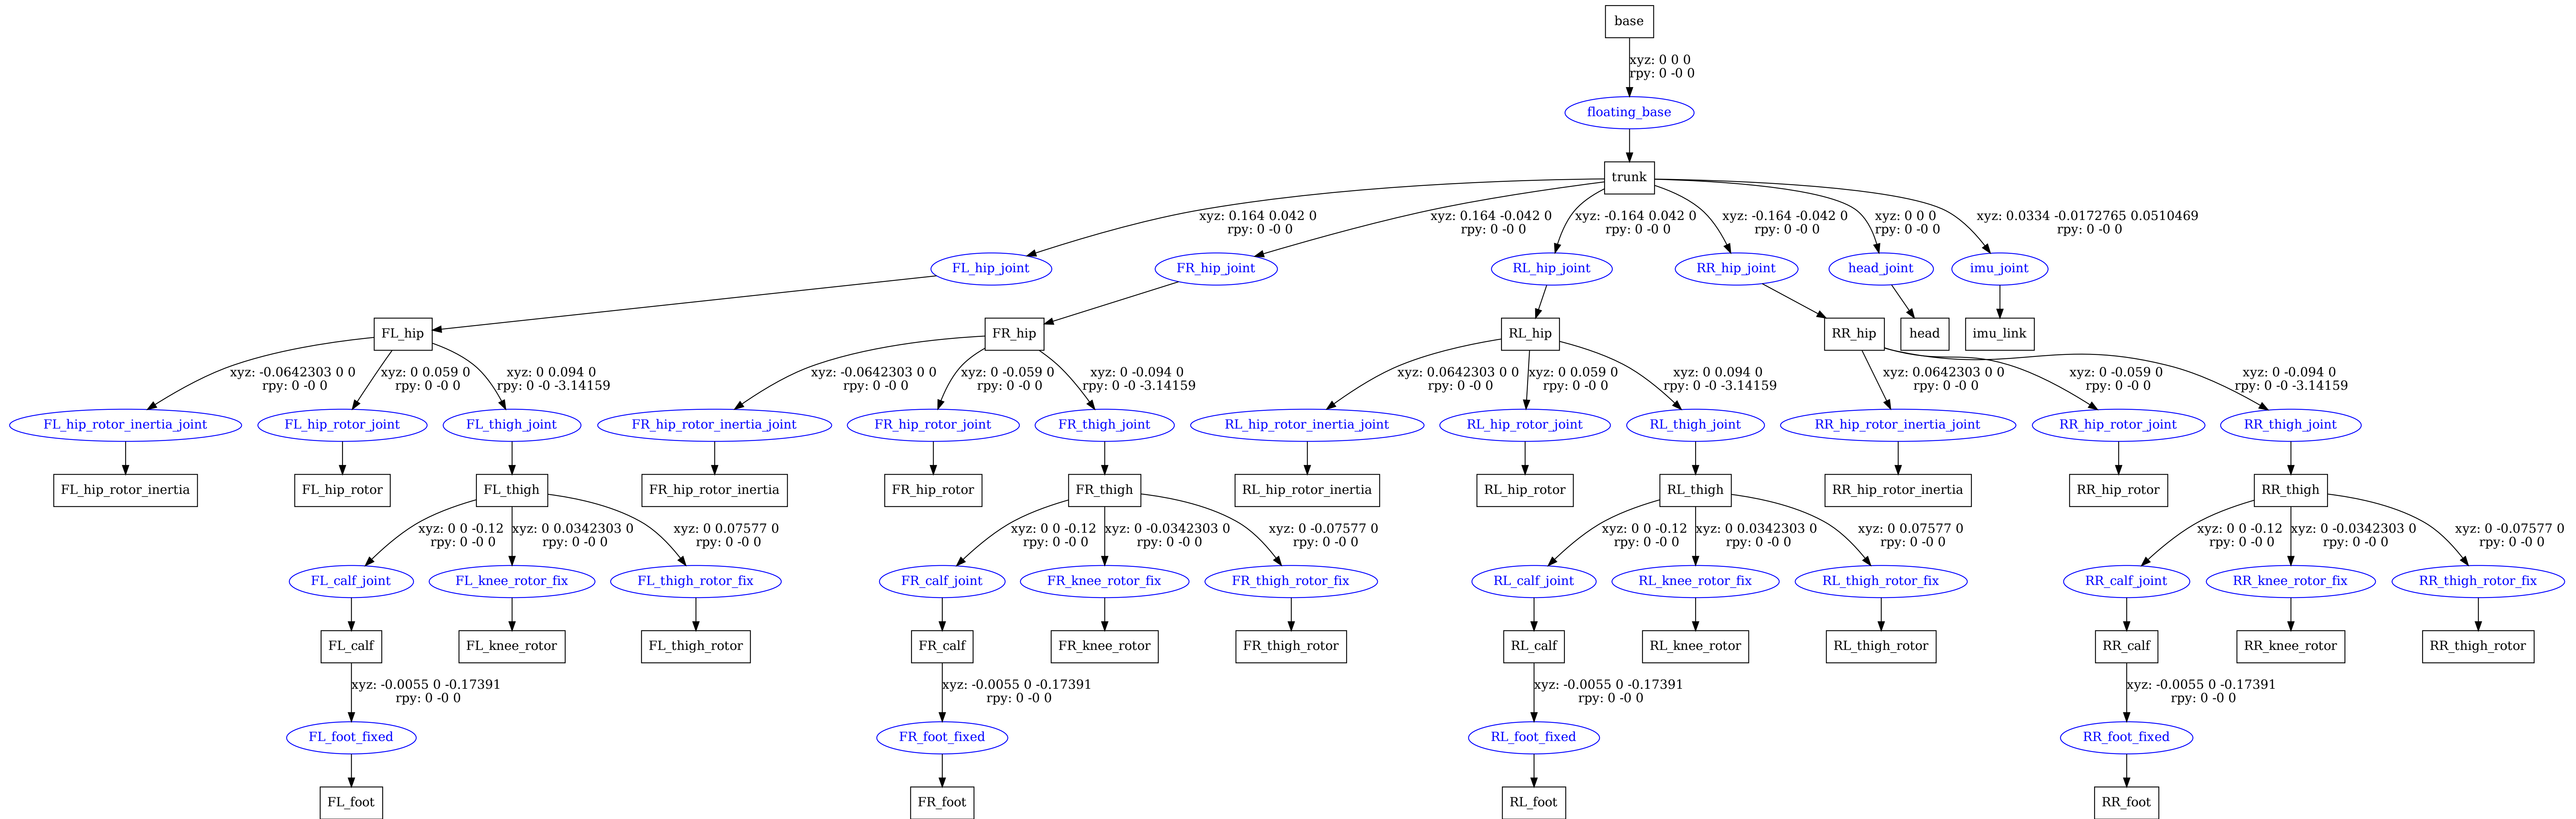 base
xyz: 0 0 0
rpy: 0 -0 0
floating_base
trunk
xyz: 0.164 0.042 0
rpy: 0 -0 0
xyz: 0.164 -0.042 0
rpy: 0 -0 0
xyz: -0.164 0.042 0
rpy: 0 -0 0
xyz: -0.164 -0.042 0
rpy: 0 -0 0
xyz: 0 0 0
rpy: 0 -0 0
xyz: 0.0334 -0.0172765 0.0510469
rpy: 0 -0 0
FL_hip_joint
FR_hip_joint
RL_hip_joint
RR_hip_joint
head_joint
imu_joint
FL_hip
FR_hip
RL_hip
RR_hip
head
imu_link
xyz: -0.0642303 0 0
rpy: 0 -0 0
xyz: 0 0.059 0
rpy: 0 -0 0
xyz: 0 0.094 0
rpy: 0 -0 -3.14159
xyz: -0.0642303 0 0
rpy: 0 -0 0
xyz: 0 -0.059 0
rpy: 0 -0 0
xyz: 0 -0.094 0
rpy: 0 -0 -3.14159
xyz: 0.0642303 0 0
rpy: 0 -0 0
xyz: 0 0.059 0
rpy: 0 -0 0
xyz: 0 0.094 0
rpy: 0 -0 -3.14159
xyz: 0.0642303 0 0
rpy: 0 -0 0
xyz: 0 -0.059 0
rpy: 0 -0 0
xyz: 0 -0.094 0
rpy: 0 -0 -3.14159
FL_hip_rotor_inertia_joint
FL_hip_rotor_joint
FL_thigh_joint
FR_hip_rotor_inertia_joint
FR_hip_rotor_joint
FR_thigh_joint
RL_hip_rotor_inertia_joint
RL_hip_rotor_joint
RL_thigh_joint
RR_hip_rotor_inertia_joint
RR_hip_rotor_joint
RR_thigh_joint
FL_hip_rotor_inertia
FL_hip_rotor
FL_thigh
FR_hip_rotor_inertia
FR_hip_rotor
FR_thigh
RL_hip_rotor_inertia
RL_hip_rotor
RL_thigh
RR_hip_rotor_inertia
RR_hip_rotor
RR_thigh
xyz: 0 0 -0.12
rpy: 0 -0 0
xyz: 0 0.0342303 0
rpy: 0 -0 0
xyz: 0 0.07577 0
rpy: 0 -0 0
xyz: 0 0 -0.12
rpy: 0 -0 0
xyz: 0 -0.0342303 0
rpy: 0 -0 0
xyz: 0 -0.07577 0
rpy: 0 -0 0
xyz: 0 0 -0.12
rpy: 0 -0 0
xyz: 0 0.0342303 0
rpy: 0 -0 0
xyz: 0 0.07577 0
rpy: 0 -0 0
xyz: 0 0 -0.12
rpy: 0 -0 0
xyz: 0 -0.0342303 0
rpy: 0 -0 0
xyz: 0 -0.07577 0
rpy: 0 -0 0
FL_calf_joint
FL_knee_rotor_fix
FL_thigh_rotor_fix
FR_calf_joint
FR_knee_rotor_fix
FR_thigh_rotor_fix
RL_calf_joint
RL_knee_rotor_fix
RL_thigh_rotor_fix
RR_calf_joint
RR_knee_rotor_fix
RR_thigh_rotor_fix
FL_calf
FL_knee_rotor
FL_thigh_rotor
FR_calf
FR_knee_rotor
FR_thigh_rotor
RL_calf
RL_knee_rotor
RL_thigh_rotor
RR_calf
RR_knee_rotor
RR_thigh_rotor
xyz: -0.0055 0 -0.17391
rpy: 0 -0 0
xyz: -0.0055 0 -0.17391
rpy: 0 -0 0
xyz: -0.0055 0 -0.17391
rpy: 0 -0 0
xyz: -0.0055 0 -0.17391
rpy: 0 -0 0
FL_foot_fixed
FR_foot_fixed
RL_foot_fixed
RR_foot_fixed
FL_foot
FR_foot
RL_foot
RR_foot